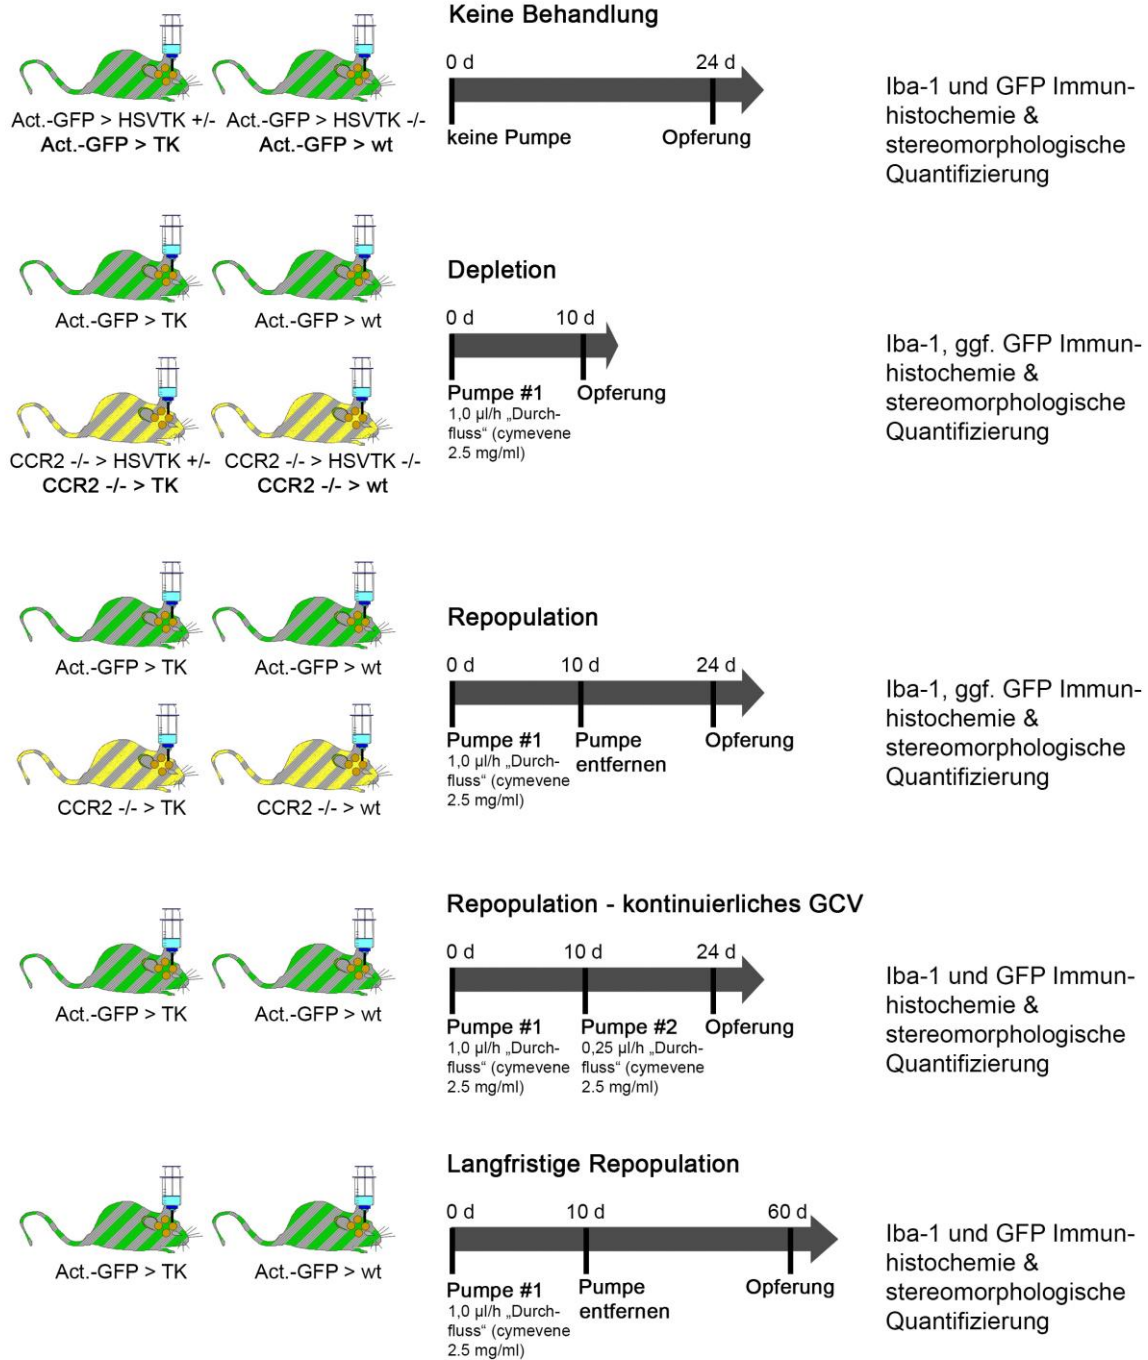 Keine Behandlung
0 d 24 d
keine Pumpe Opferung
Act.-GFP > HSVTK +/- Act.-GFP > HSVTK -/-
Act.-GFP > TK Act.-GFP > wt
Iba-1 und GFP Immun-
histochemie &
stereomorphologische
Quantifizierung
Depletion
0 d 10 d
Pumpe #1 Opferung
1,0 µl/h „Durch-
fluss“ (cymevene
2.5 mg/ml)
Act.-GFP > TK Act.-GFP > wt
CCR2 -/- > HSVTK +/- CCR2 -/- > HSVTK -/-
CCR2 -/- > TK CCR2 -/- > wt
Iba-1, ggf. GFP Immun-
histochemie &
stereomorphologische
Quantifizierung
Repopulation
0 d 10 d 24 d
Pumpe #1 Pumpe Opferung
entfernen
1,0 µl/h „Durch-
fluss“ (cymevene
2.5 mg/ml)
Act.-GFP > TK Act.-GFP > wt
CCR2 -/- > TK CCR2 -/- > wt
Iba-1, ggf. GFP Immun-
histochemie &
stereomorphologische
Quantifizierung
Repopulation - kontinuierliches GCV
0 d 10 d 24 d
Pumpe #1 Pumpe #2 Opferung
1,0 µl/h „Durch- 0,25 µl/h „Durch-
fluss“ (cymevene fluss“ (cymevene
2.5 mg/ml) 2.5 mg/ml)
Act.-GFP > TK Act.-GFP > wt
Iba-1 und GFP Immun-
histochemie &
stereomorphologische
Quantifizierung
Langfristige Repopulation
0 d 10 d 60 d
Pumpe #1 Pumpe Opferung
entfernen
1,0 µl/h „Durch-
fluss“ (cymevene
2.5 mg/ml)
Act.-GFP > TK Act.-GFP > wt
Iba-1 und GFP Immun-
histochemie &
stereomorphologische
Quantifizierung